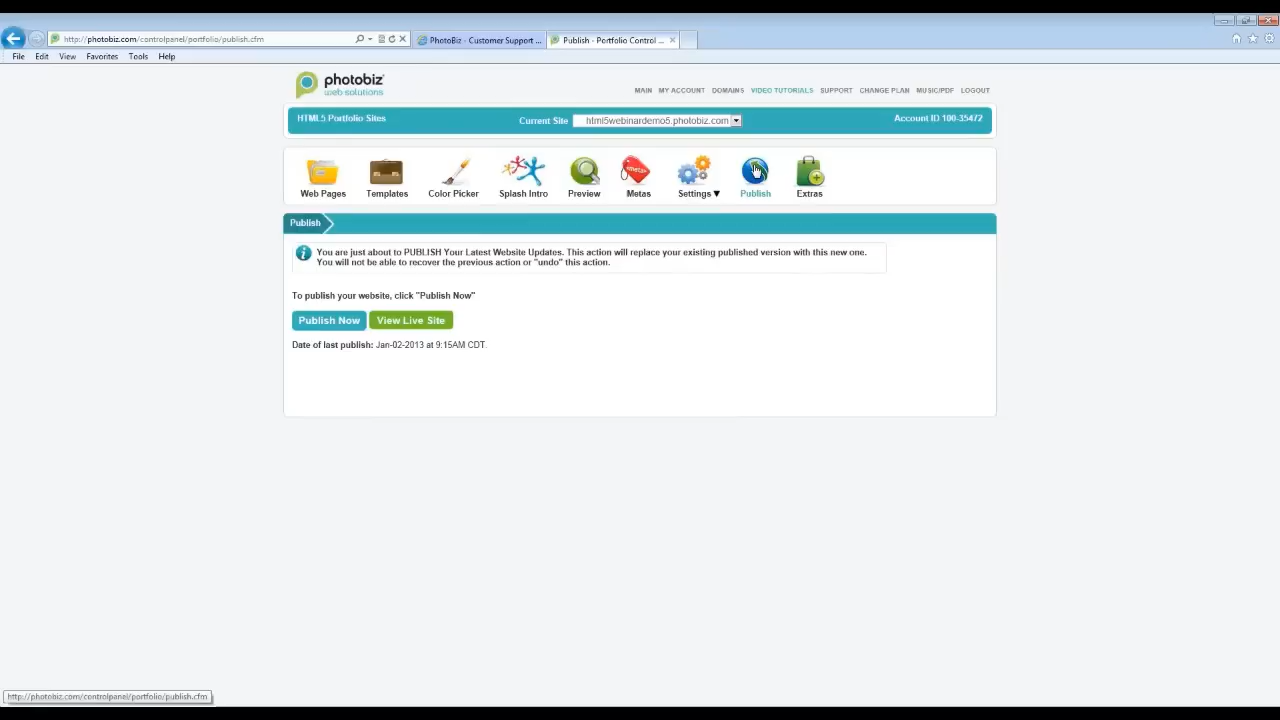 http://photobiz.com/controlpanel/portfolio/publish.cfm
PhotoBiz - Customer Support ...
Publish - Portfolio Control ...
File Edit View Favorites Tools Help
photobiz
web solutions
MAIN MY ACCOUNT DOMAINS VIDEO TUTORIALS SUPPORT CHANGE PLAN MUSIC/PDF LOGOUT
HTML5 Portfolio Sites
Current Site html5webinardemo5.photobiz.com
Account ID 100-35472
meta
Web Pages Templates Color Picker Splash Intro Preview Metas Settings ▼ Publish Extras
Publish
You are just about to PUBLISH Your Latest Website Updates. This action will replace your existing published version with this new one.
You will not be able to recover the previous action or "undo" this action.
To publish your website, click "Publish Now"
Publish Now View Live Site
Date of last publish: Jan-02-2013 at 9:15AM CDT.
http://photobiz.com/controlpanel/portfolio/publish.cfm